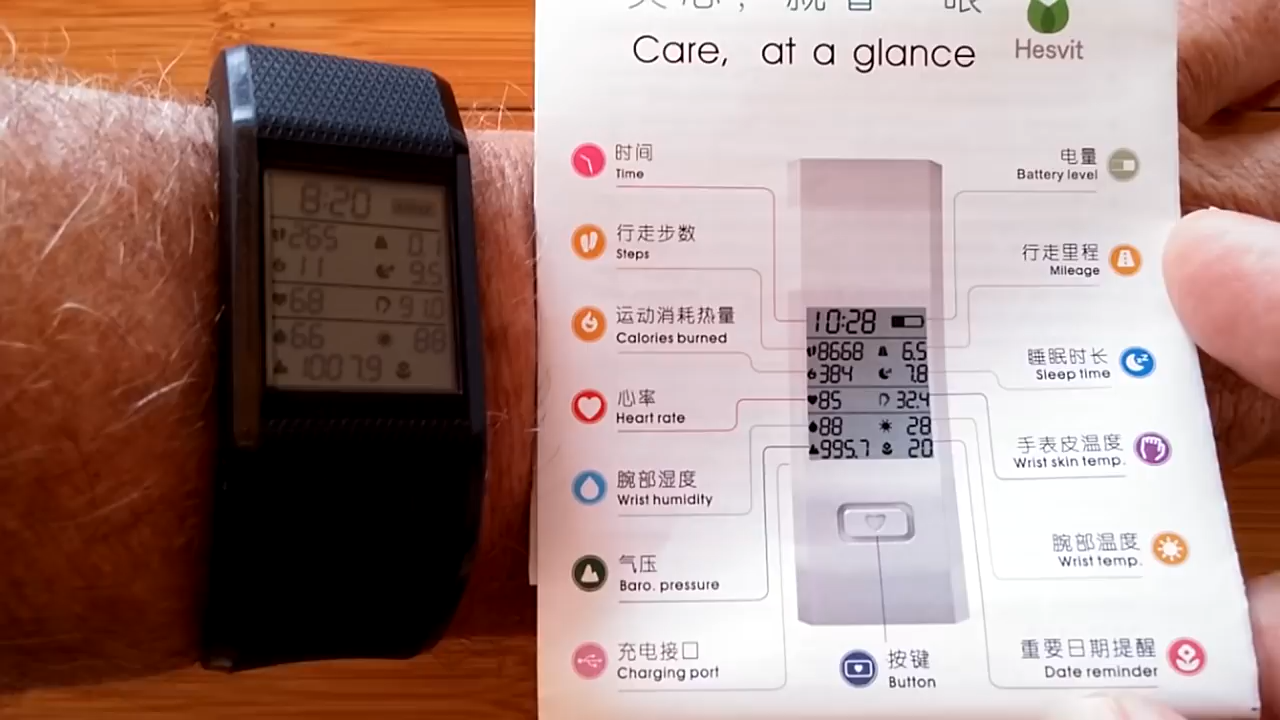 8:20
265 0.1
11 9.5
68 91.0
66 88
1007.9
Care, at a glance
Hesvit
时间
Time
电量
Battery level
行走步数
Steps
行走里程
Mileage
运动消耗热量
Calories burned
睡眠时长
Sleep time
心率
Heart rate
手表皮温度
Wrist skin temp.
腕部湿度
Wrist humidity
腕部温度
Wrist temp.
气压
Baro. pressure
充电接口
Charging port
按键
Button
重要日期提醒
Date reminder
10:28
8668 6.5
384 7.8
85 32.4
88 28
995.7 20